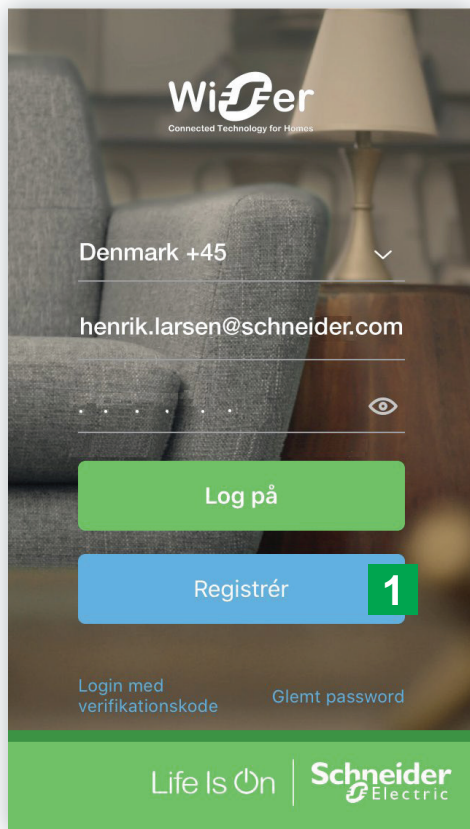 Wiser
Connected Technology for Homes
Denmark +45
henrik.larsen@schneider.com
. . . . . .
Log på
Registrér
1
Login med
verifikationskode
Glemt password
Life Is On
Schneider
Electric